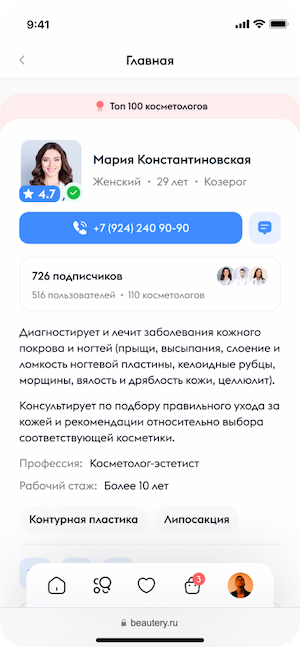 9:41
Главная
Топ 100 косметологов
Мария Константиновская
Женский • 29 лет • Козерог
4.7
+7 (924) 240 90-90
726 подписчиков
516 пользователей • 110 косметологов
Диагностирует и лечит заболевания кожного
покрова и ногтей (прыщи, высыпания, слоение и
ломкость ногтевой пластины, келоидные рубцы,
морщины, вялость и дряблость кожи, целлюлит).
Консультирует по подбору правильного ухода за
кожей и рекомендации относительно выбора
соответствующей косметики.
Профессия: Косметолог-эстетист
Рабочий стаж: Более 10 лет
Контурная пластика Липосакция
3
beautery.ru